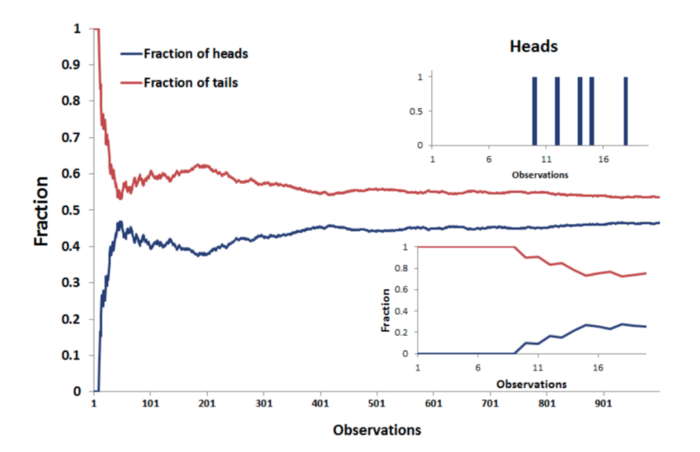 Fraction of heads
Fraction of tails
Fraction
1
0.9
0.8
0.7
0.6
0.5
0.4
0.3
0.2
0.1
0
1 101 201 301 401 501 601 701 801 901
Observations
Heads
1
0.5
0
1 6 11 16
Observations
Fraction
1
0.8
0.6
0.4
0.2
0
1 6 11 16
Observations